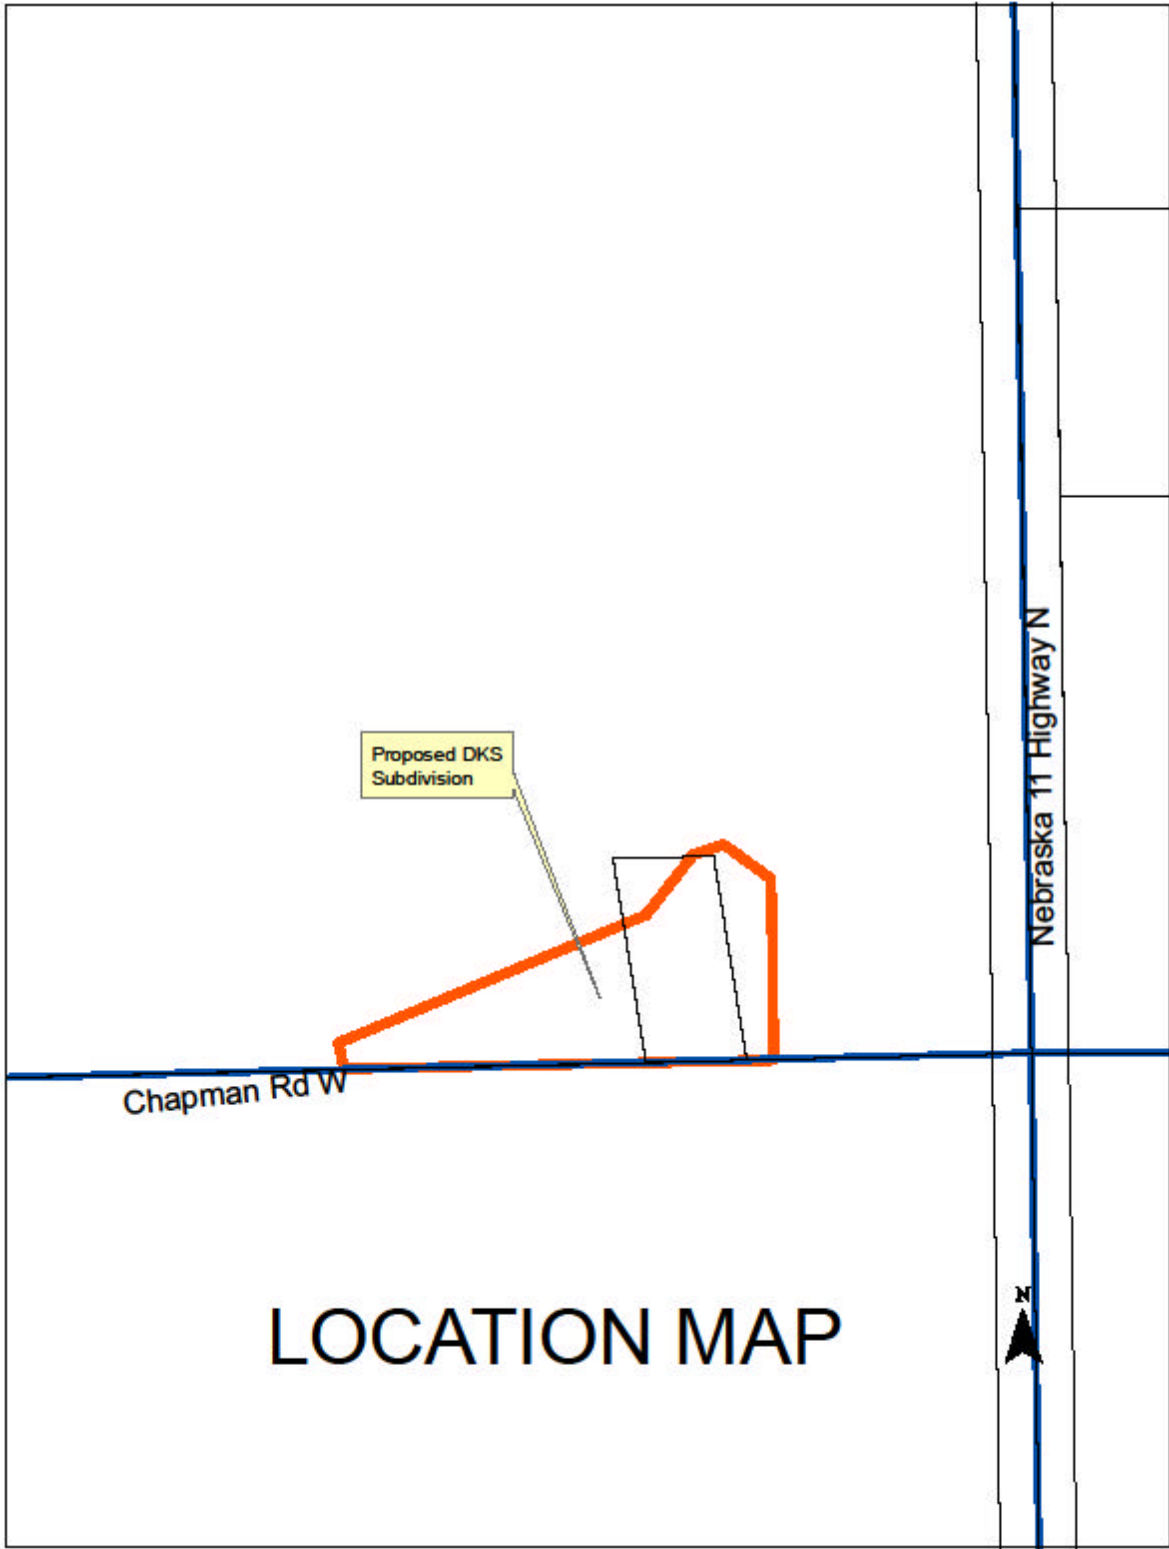 Proposed DKS
Subdivision
Nebraska 11 Highway N
Chapman Rd W
N
LOCATION MAP